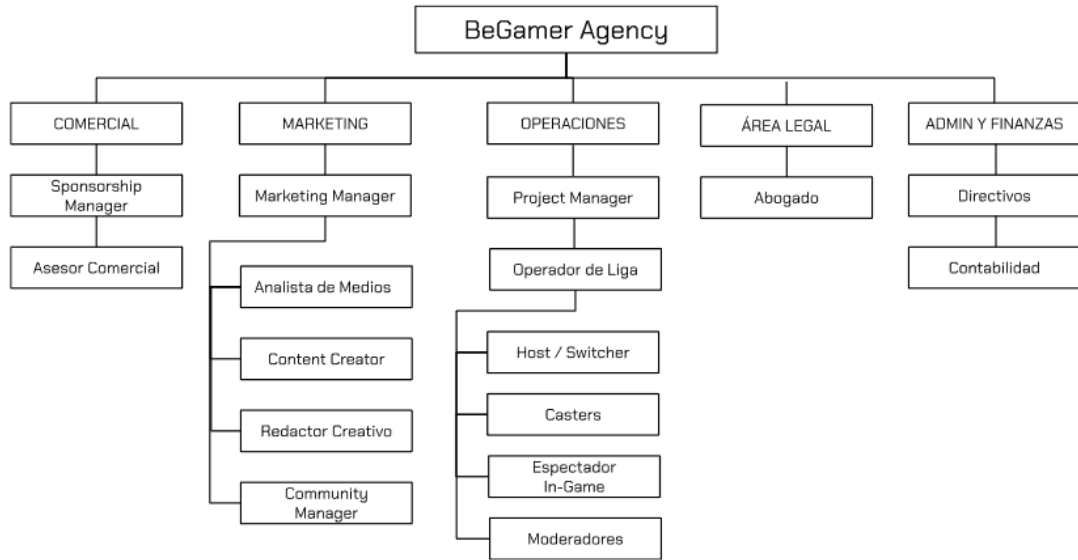 BeGamer Agency
COMERCIAL
MARKETING
OPERACIONES
ÁREA LEGAL
ADMIN Y FINANZAS
Sponsorship
Manager
Marketing Manager
Project Manager
Abogado
Directivos
Asesor Comercial
Operador de Liga
Contabilidad
Analista de Medios
Content Creator
Redactor Creativo
Community
Manager
Host / Switcher
Casters
Espectador
In-Game
Moderadores